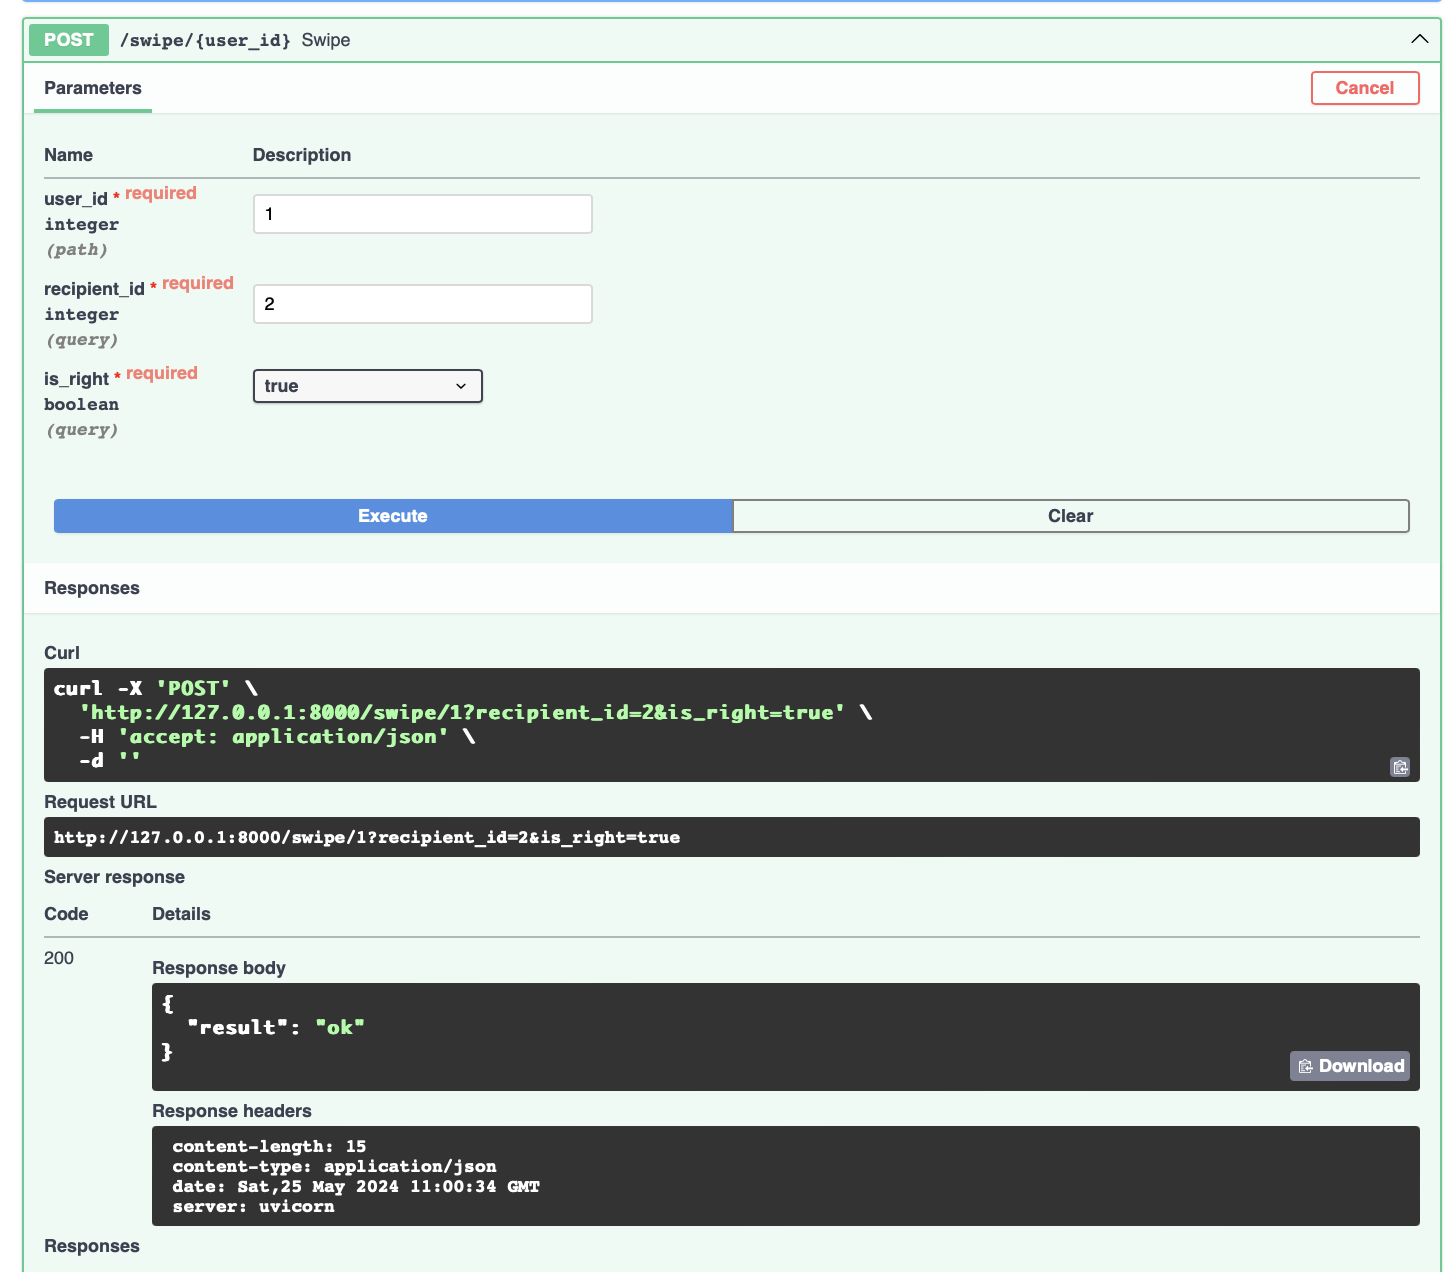 POST /swipe/{user_id} Swipe
Parameters
Cancel
Name Description
user_id * required
integer
(path)
1
recipient_id * required
integer
(query)
2
is_right * required
boolean
(query)
true
Execute Clear
Responses
Curl
curl -X 'POST' \
'http://127.0.0.1:8000/swipe/1?recipient_id=2&is_right=true' \
-H 'accept: application/json' \
-d ''
Request URL
http://127.0.0.1:8000/swipe/1?recipient_id=2&is_right=true
Server response
Code Details
200
Response body
{
"result": "ok"
}
Download
Response headers
content-length: 15
content-type: application/json
date: Sat,25 May 2024 11:00:34 GMT
server: uvicorn
Responses